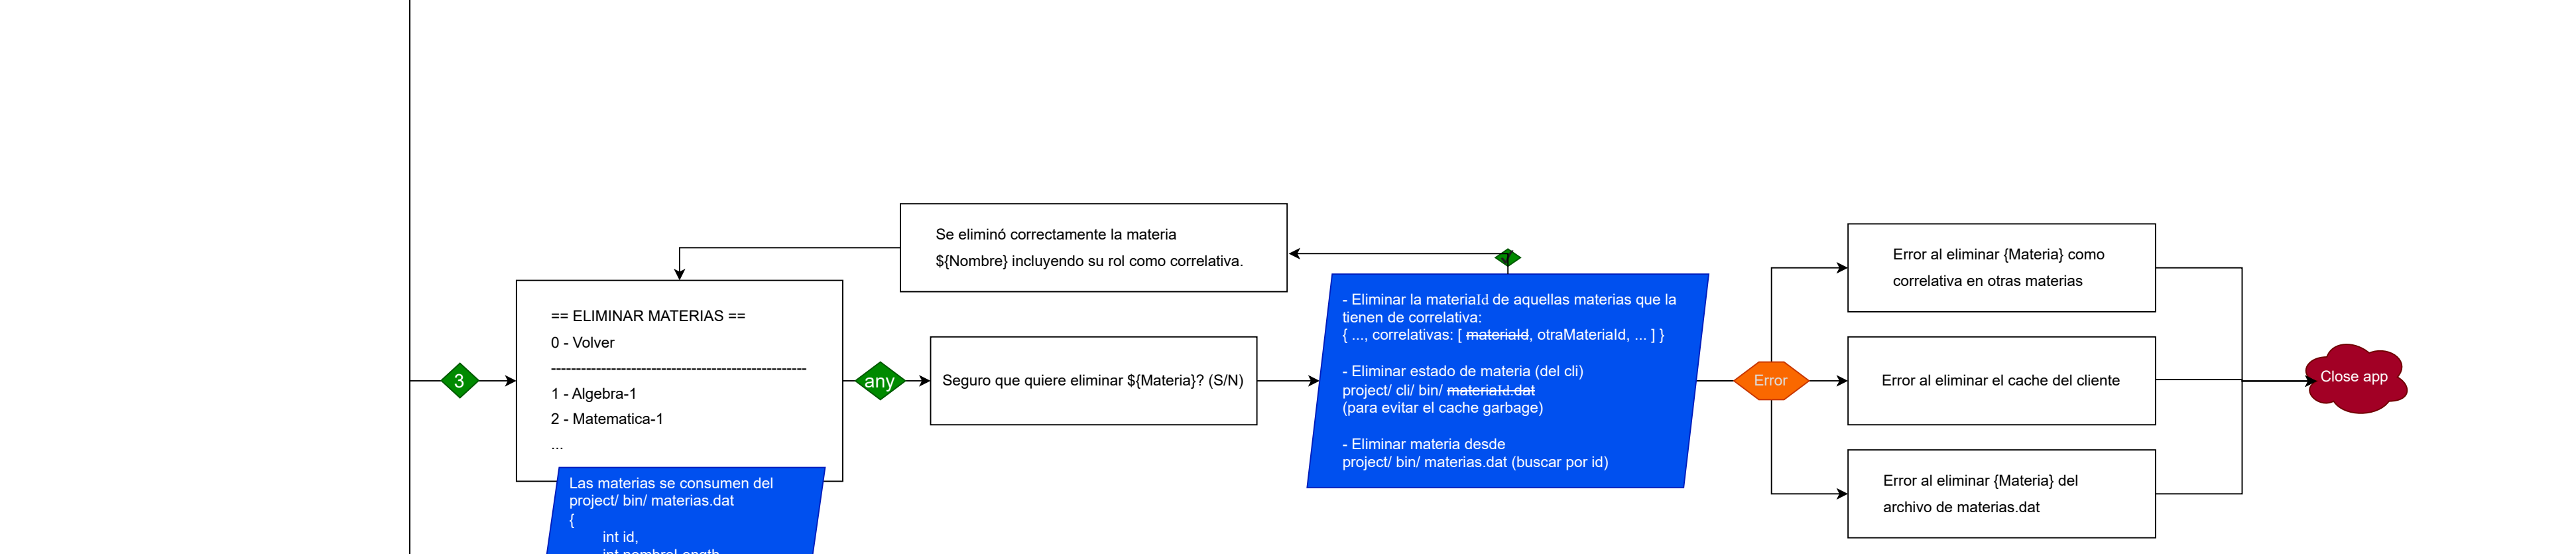 3
== ELIMINAR MATERIAS ==
0 - Volver
---------------------------------------------------
1 - Algebra-1
2 - Matematica-1
...
Las materias se consumen del
project/ bin/ materias.dat
{
int id,
any
Se eliminó correctamente la materia
${Nombre} incluyendo su rol como correlativa.
Seguro que quiere eliminar ${Materia}? (S/N)
- Eliminar la materiaId de aquellas materias que la
tienen de correlativa:
{ ..., correlativas: [ materiaId, otraMateriaId, ... ] }
- Eliminar estado de materia (del cli)
project/ cli/ bin/ materiaId.dat
(para evitar el cache garbage)
- Eliminar materia desde
project/ bin/ materias.dat (buscar por id)
Error
Error al eliminar {Materia} como
correlativa en otras materias
Error al eliminar el cache del cliente
Error al eliminar {Materia} del
archivo de materias.dat
Close app